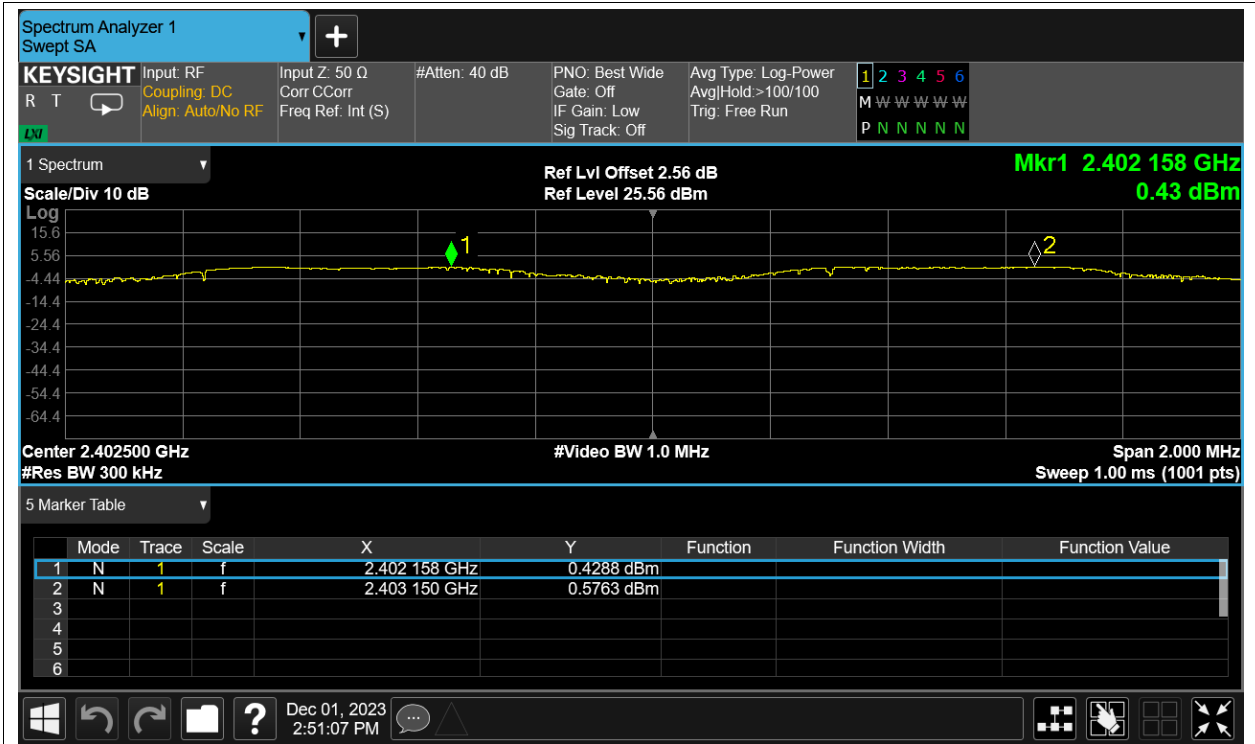 Spectrum Analyzer 1
Swept SA
KEYSIGHT
R T
LXI
Input: RF
Coupling: DC
Align: Auto/No RF
Input Z: 50 Ω
Corr CCorr
Freq Ref: Int (S)
#Atten: 40 dB
PNO: Best Wide
Gate: Off
IF Gain: Low
Sig Track: Off
Avg Type: Log-Power
Avg|Hold:>100/100
Trig: Free Run
1 2 3 4 5 6
M W W W W W
P N N N N N
1 Spectrum
Scale/Div 10 dB
Ref Lvl Offset 2.56 dB
Ref Level 25.56 dBm
Mkr1 2.402 158 GHz
0.43 dBm
Log
15.6
5.56
-4.44
-14.4
-24.4
-34.4
-44.4
-54.4
-64.4
1
2
Center 2.402500 GHz
#Video BW 1.0 MHz
Span 2.000 MHz
#Res BW 300 kHz
Sweep 1.00 ms (1001 pts)
5 Marker Table
Mode Trace Scale X Y Function Function Width Function Value
1 N 1 f 2.402 158 GHz 0.4288 dBm
2 N 1 f 2.403 150 GHz 0.5763 dBm
3
4
5
6
?
Dec 01, 2023
2:51:07 PM